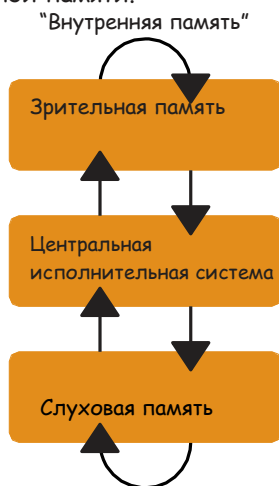 “Внутренняя память”
Зрительная память
Центральная
исполнительная система
Слуховая память